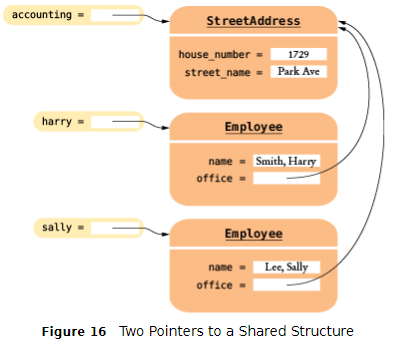 accounting =
StreetAddress
house_number = 1729
street_name = Park Ave
harry =
Employee
name = Smith, Harry
office =
sally =
Employee
name = Lee, Sally
office =
Figure 16 Two Pointers to a Shared Structure